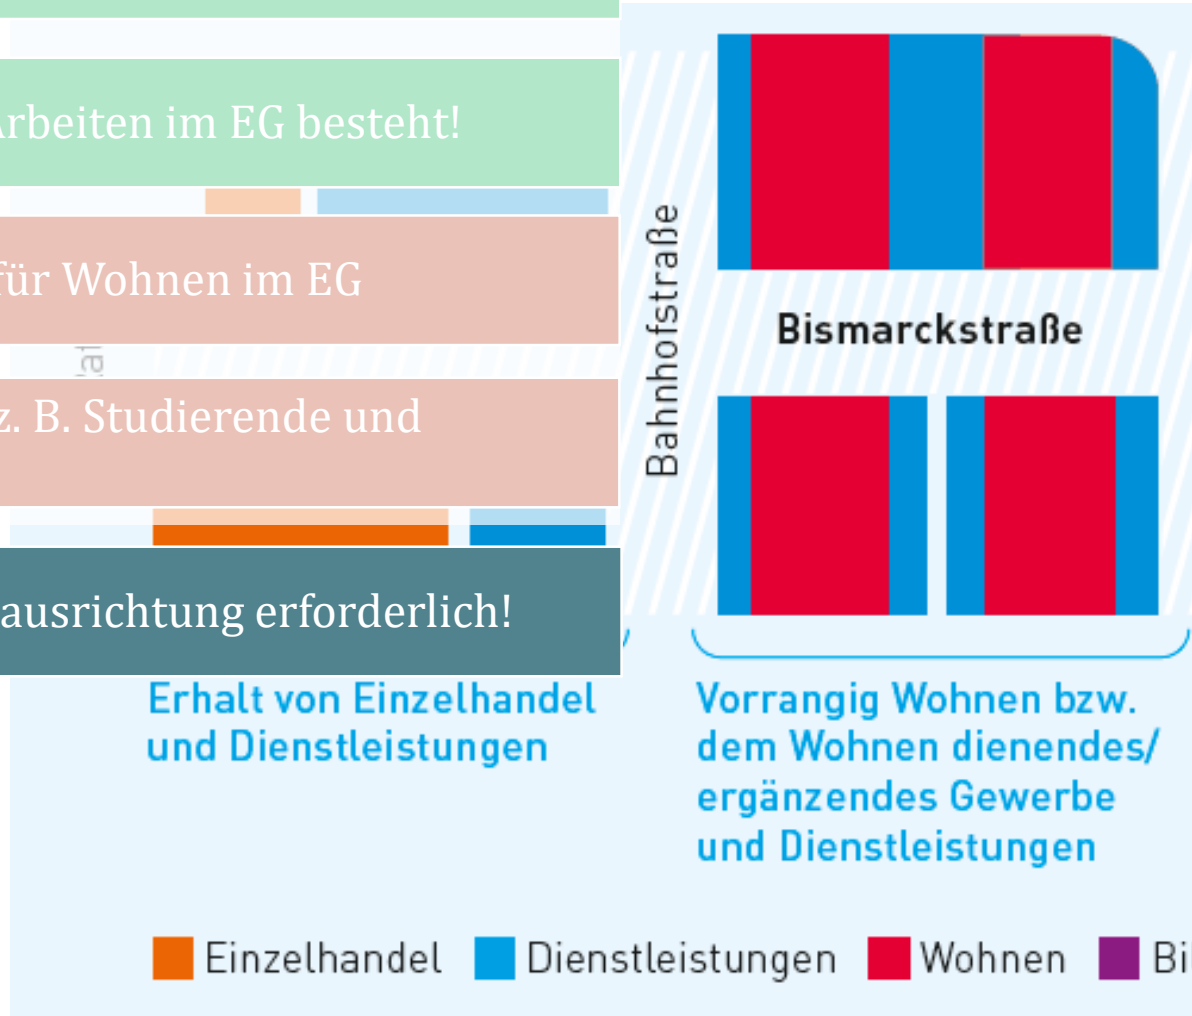 Arbeiten im EG besteht!
für Wohnen im EG
z. B. Studierende und
ausrichtung erforderlich!
Bahnhofstraße
Bismarckstraße
Erhalt von Einzelhandel
und Dienstleistungen
Vorrangig Wohnen bzw.
dem Wohnen dienendes/
ergänzendes Gewerbe
und Dienstleistungen
Einzelhandel Dienstleistungen Wohnen